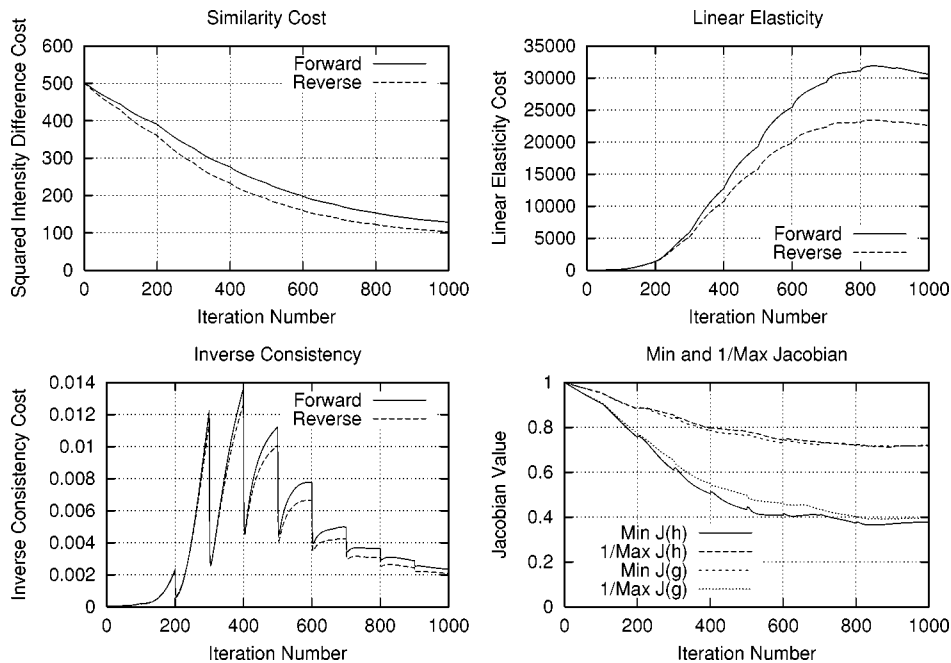 Similarity Cost
Squared Intensity Difference Cost
600
500
400
300
200
100
0
Forward
Reverse
0 200 400 600 800 1000
Iteration Number
Linear Elasticity
Linear Elasticity Cost
35000
30000
25000
20000
15000
10000
5000
0
Forward
Reverse
0 200 400 600 800 1000
Iteration Number
Inverse Consistency
Inverse Consistency Cost
0.014
0.012
0.01
0.008
0.006
0.004
0.002
0
Forward
Reverse
0 200 400 600 800 1000
Iteration Number
Min and 1/Max Jacobian
Jacobian Value
1
0.8
0.6
0.4
0.2
0
Min J(h)
1/Max J(h)
Min J(g)
1/Max J(g)
0 200 400 600 800 1000
Iteration Number